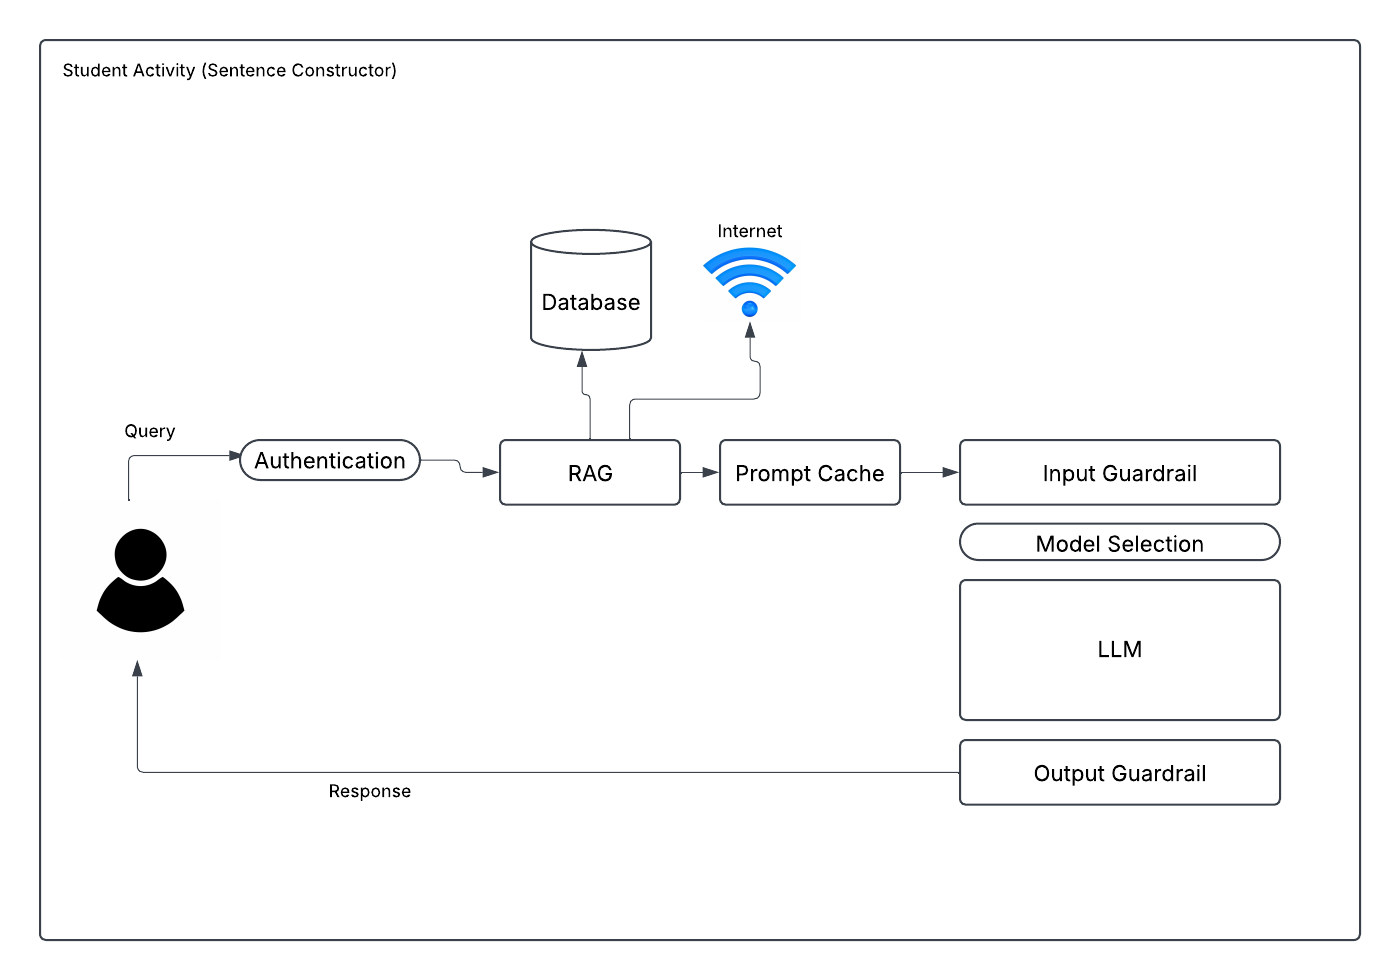 Student Activity (Sentence Constructor)
Internet
Database
Query
Authentication
RAG
Prompt Cache
Input Guardrail
Model Selection
LLM
Output Guardrail
Response